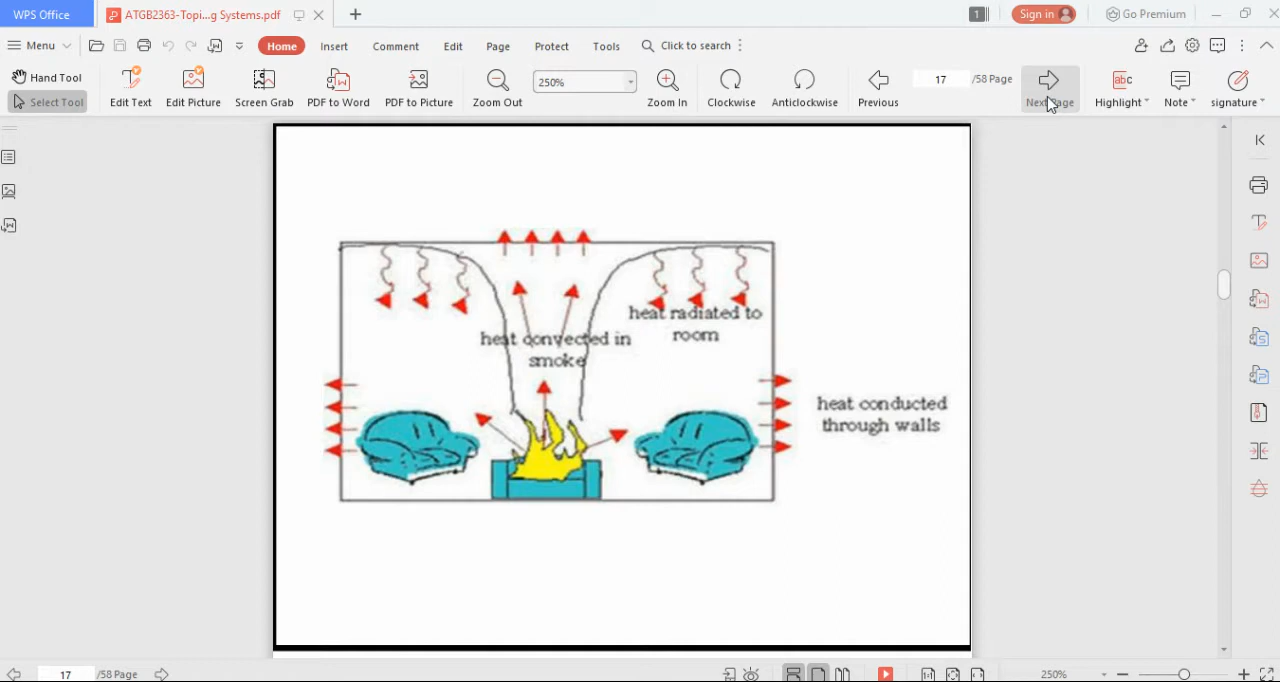 WPS Office
ATGB2363-Topi...g Systems.pdf
1
Sign in
Go Premium
Menu
Home
Insert
Comment
Edit
Page
Protect
Tools
Click to search
Hand Tool
Select Tool
Edit Text
Edit Picture
Screen Grab
PDF to Word
PDF to Picture
Zoom Out
250%
Zoom In
Clockwise
Anticlockwise
Previous
17
/58 Page
Next Page
abc
Highlight
Note
signature
heat radiated to
room
heat convected in
smoke
heat conducted
through walls
17
/58 Page
250%